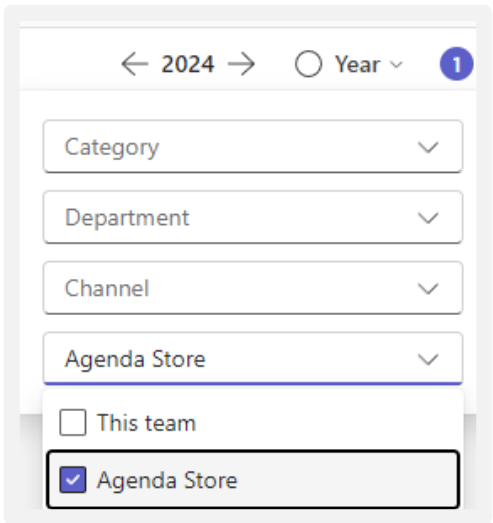 2024 Year 1
Category
Department
Channel
Agenda Store
This team
Agenda Store